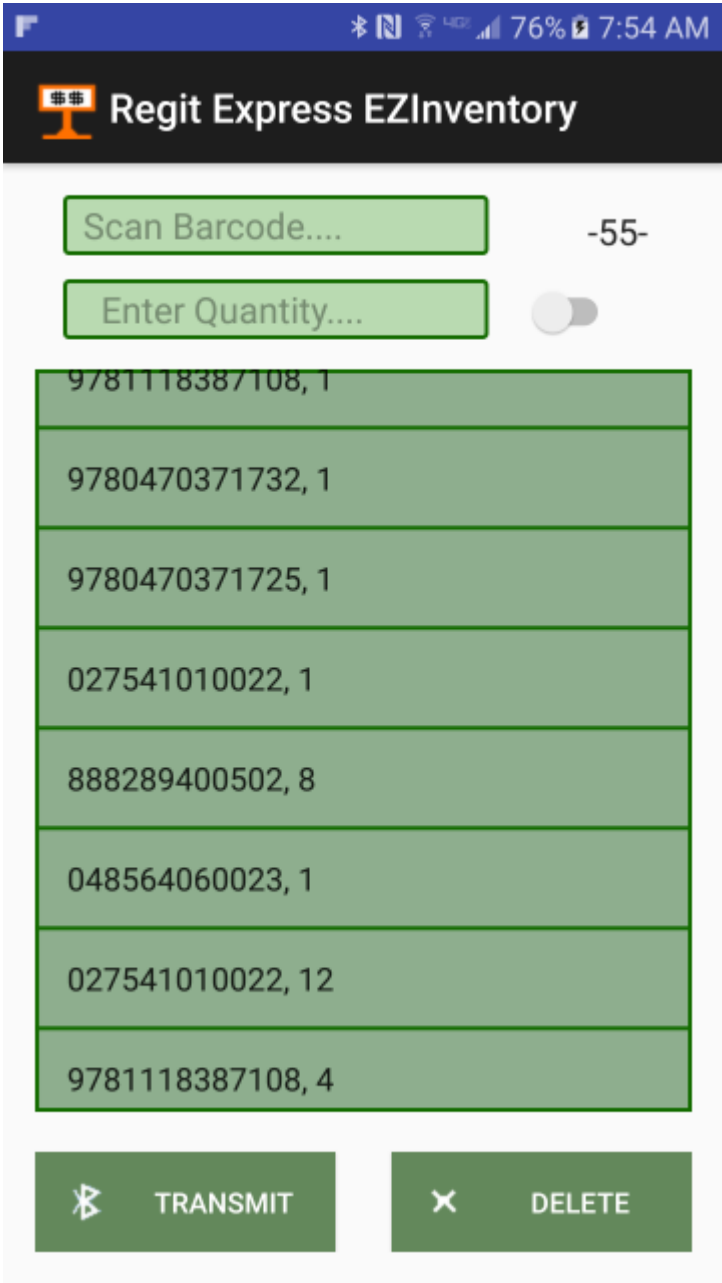 76% 7:54 AM
$$ Regit Express EZInventory
Scan Barcode.... -55-
Enter Quantity....
9781118387108, 1
9780470371732, 1
9780470371725, 1
027541010022, 1
888289400502, 8
048564060023, 1
027541010022, 12
9781118387108, 4
TRANSMIT DELETE